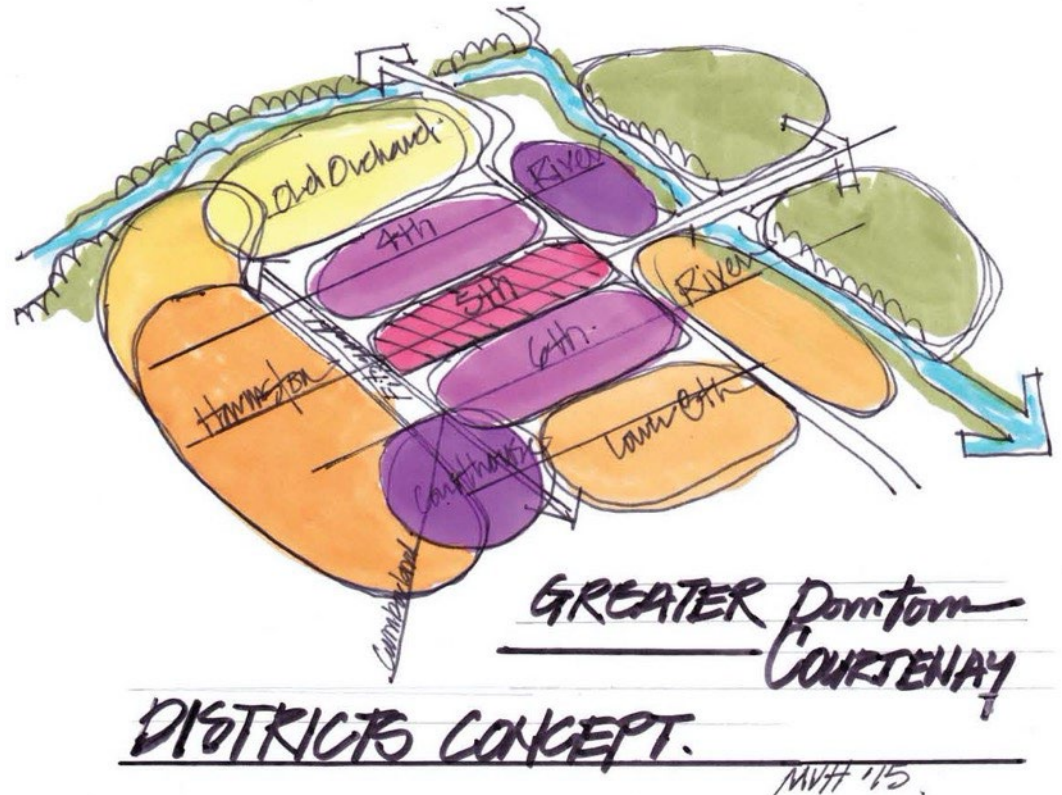 Old Orchard
River
4th
5th
River
6th.
Harmston
Lower 6th
Courthouse
Cumberland
GREATER Downtown
COURTENAY
DISTRICTS CONCEPT.
MVH '15.